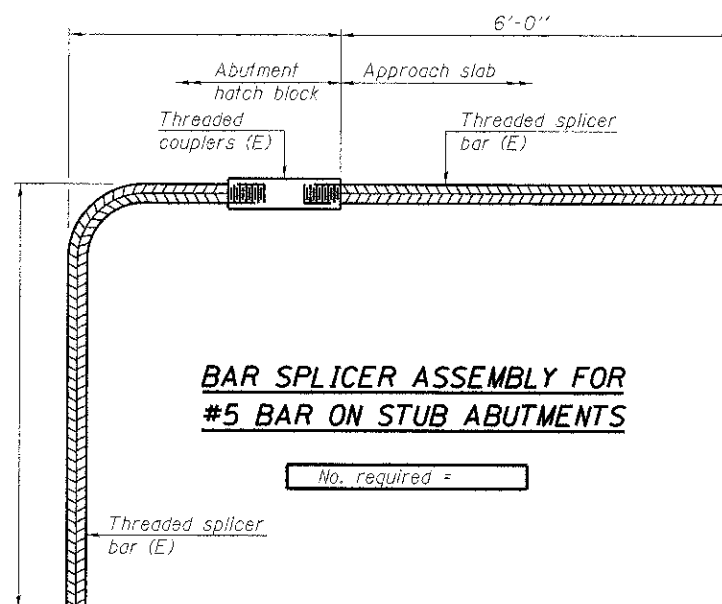 6'-0"
Abutment
hatch block
Approach slab
Threaded
couplers (E)
Threaded splicer
bar (E)
BAR SPLICER ASSEMBLY FOR
#5 BAR ON STUB ABUTMENTS
No. required =
Threaded splicer
bar (E)